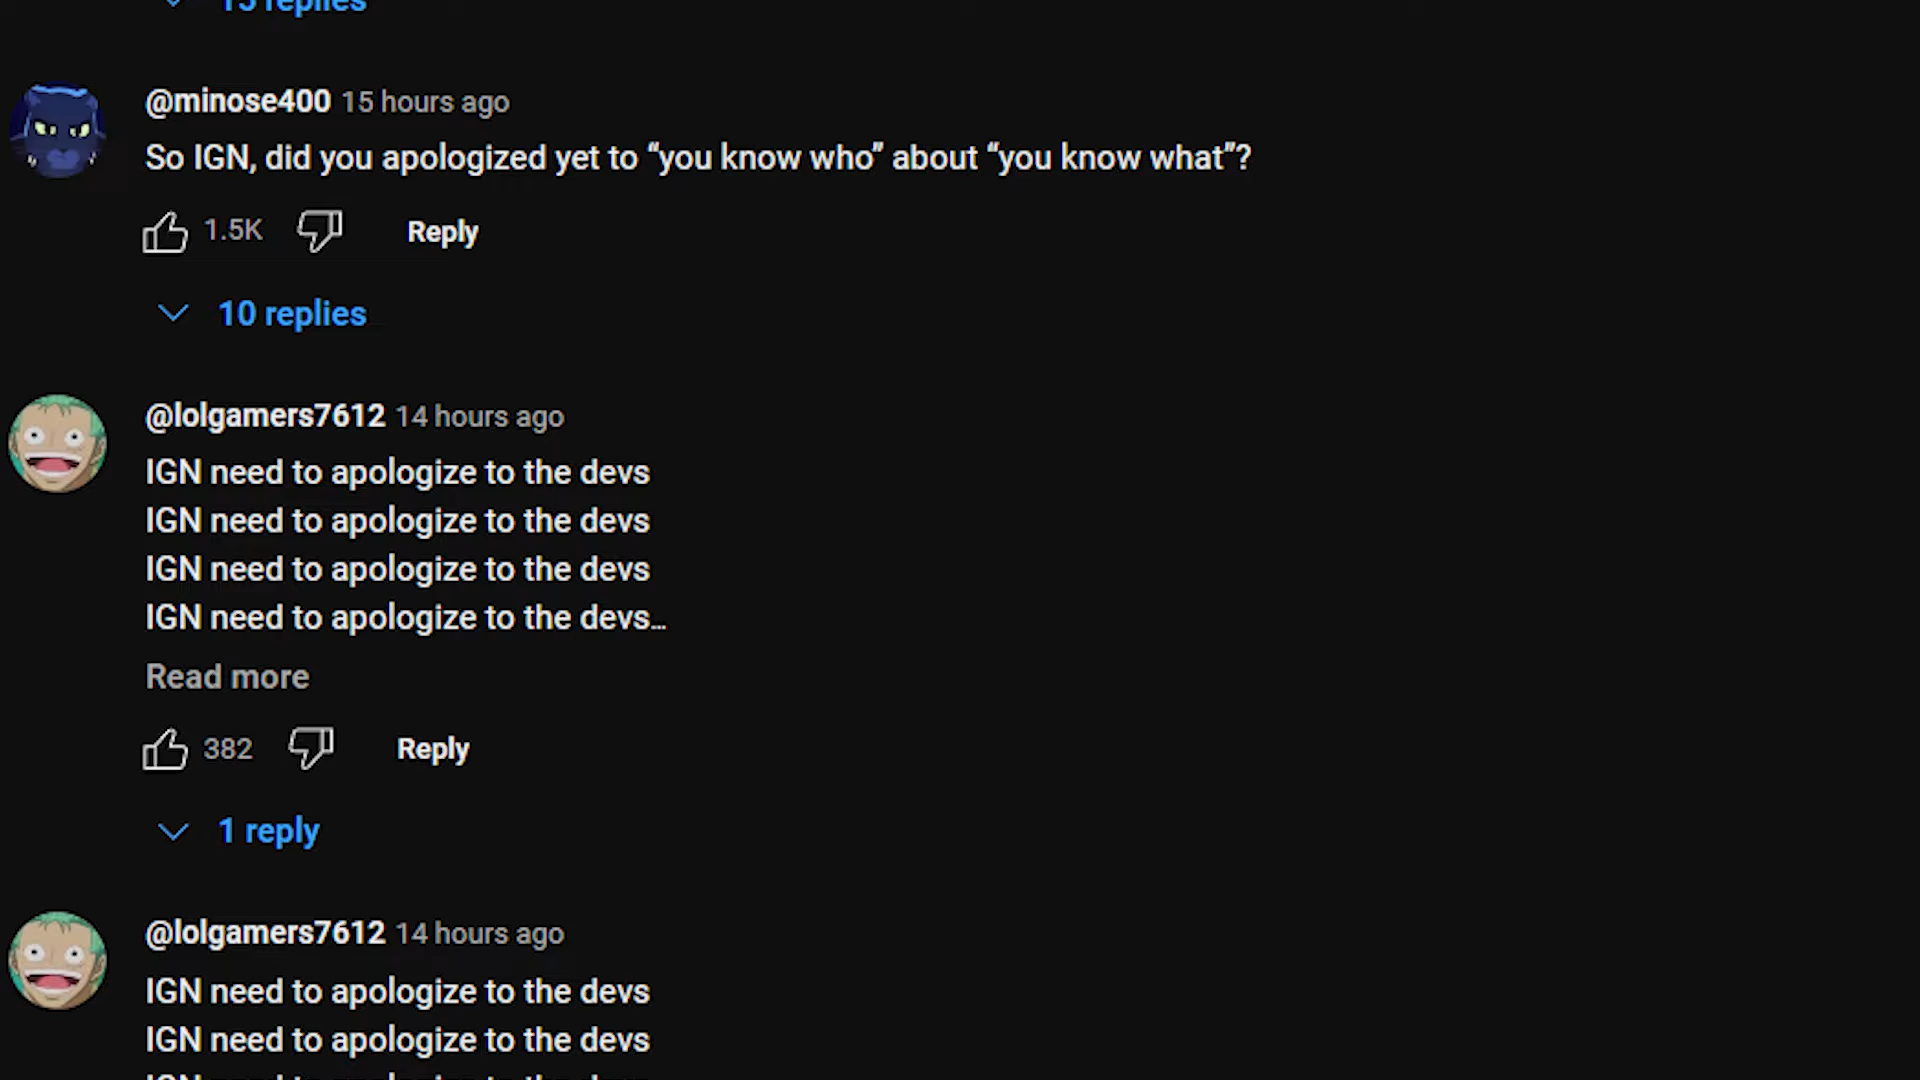 15 replies
@minose400 15 hours ago
So IGN, did you apologized yet to “you know who” about “you know what”?
1.5K Reply
10 replies
@lolgamers7612 14 hours ago
IGN need to apologize to the devs
IGN need to apologize to the devs
IGN need to apologize to the devs
IGN need to apologize to the devs...
Read more
382 Reply
1 reply
@lolgamers7612 14 hours ago
IGN need to apologize to the devs
IGN need to apologize to the devs